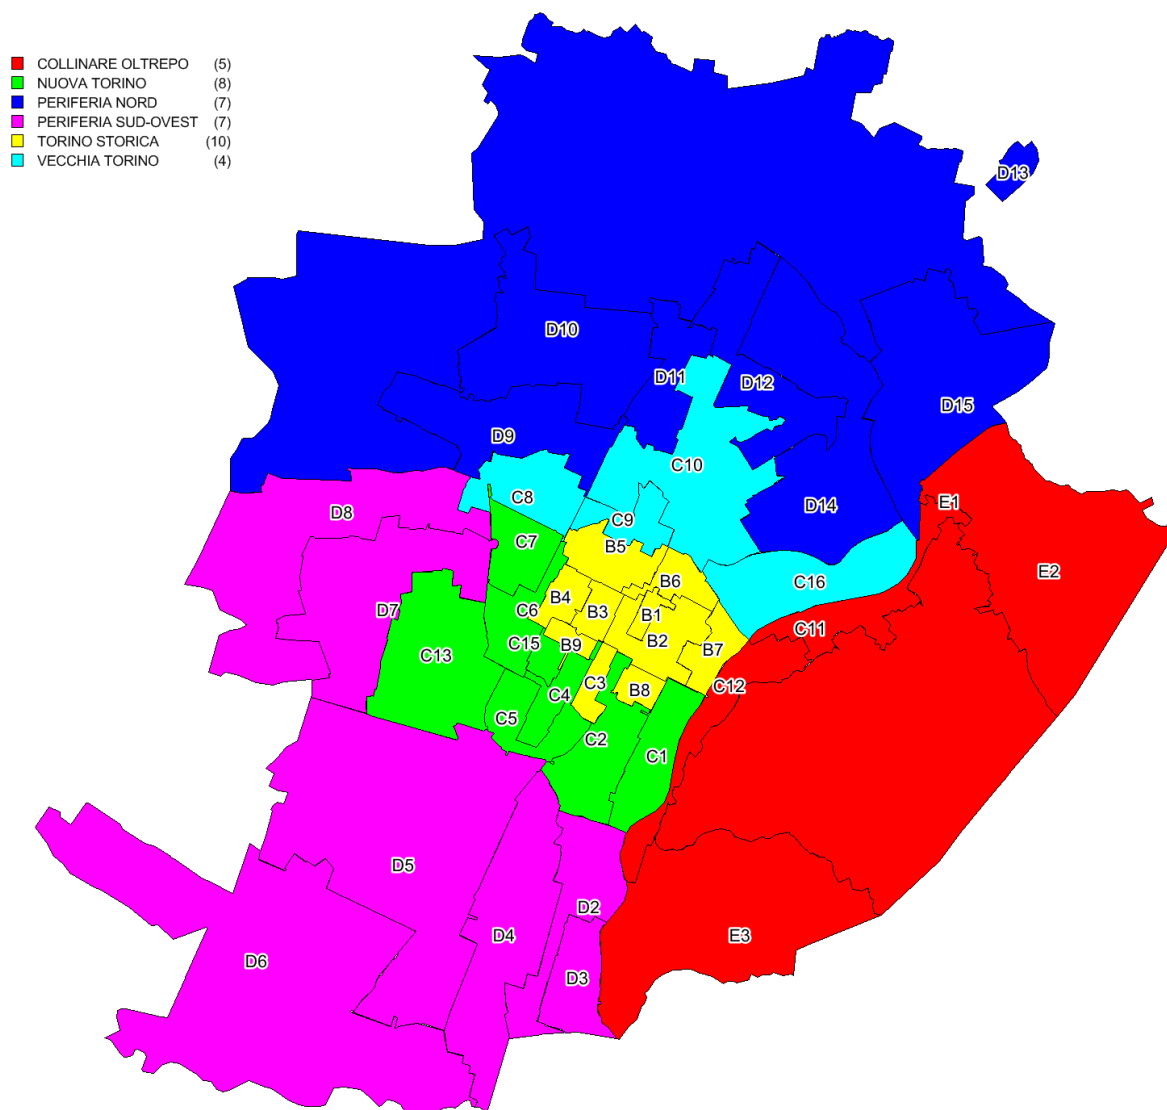 COLLINARE OLTREPO (5)
NUOVA TORINO (8)
PERIFERIA NORD (7)
PERIFERIA SUD-OVEST (7)
TORINO STORICA (10)
VECCHIA TORINO (4)
D13
D10
D11
D12
D15
D9
C10
C8
E1
D8
D14
C9
C7
B5
E2
B6
C16
D7
B4
C6
B3
B1
C11
C15
B9
B2
B7
C13
C3
C12
C4
B8
C5
C2
C1
D5
D2
D4
E3
D6
D3